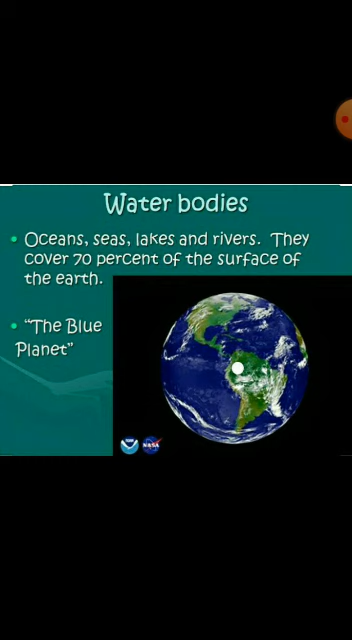 Water bodies
• Oceans, seas, lakes and rivers. They
cover 70 percent of the surface of
the earth.
• "The Blue
Planet"
NASA